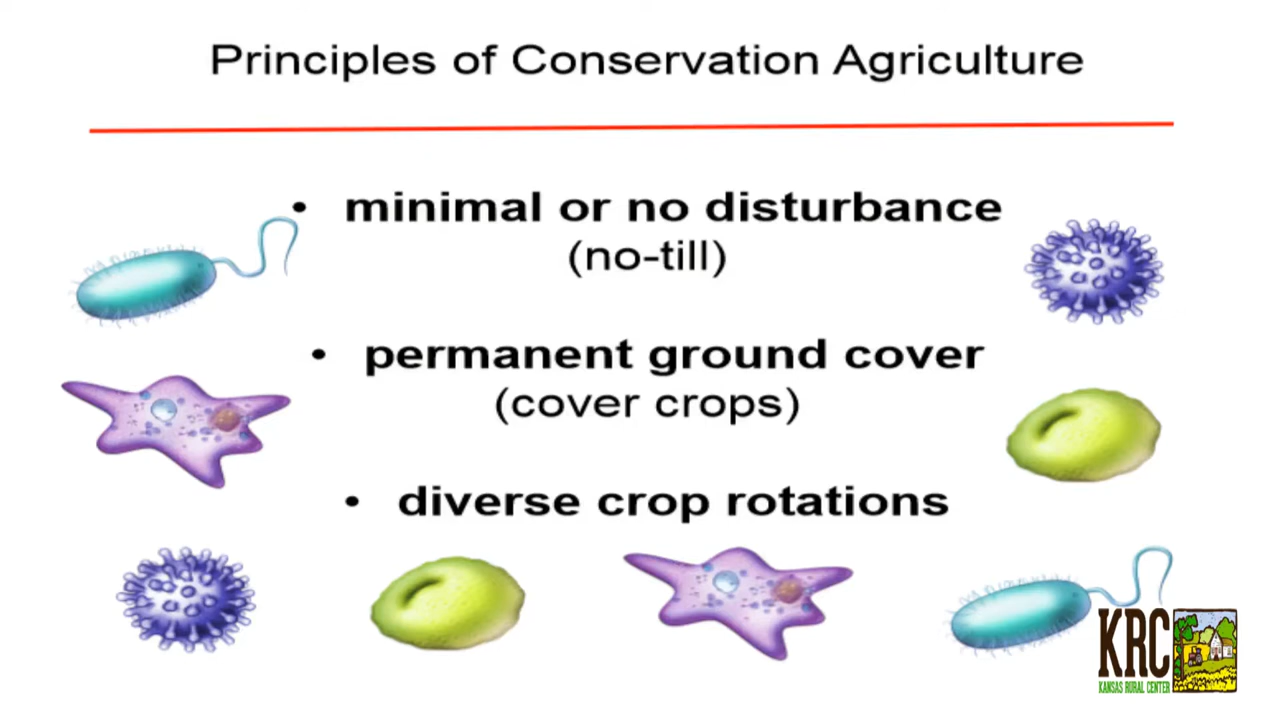 Principles of Conservation Agriculture
• minimal or no disturbance
(no-till)
• permanent ground cover
(cover crops)
• diverse crop rotations
KRC
KANSAS RURAL CENTER